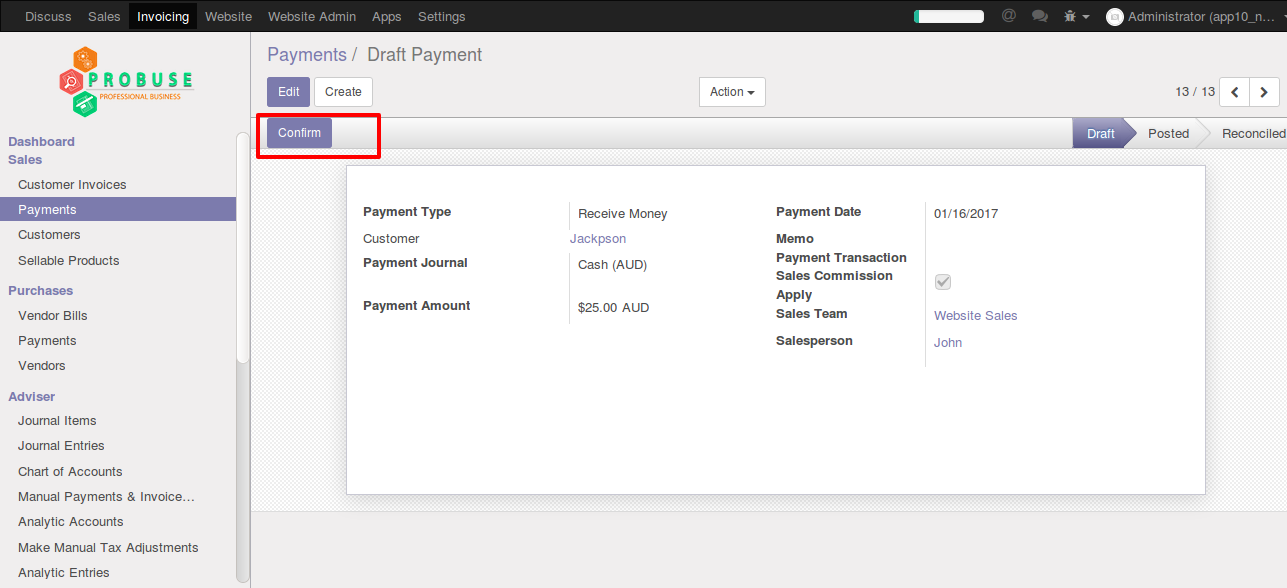 Discuss Sales Invoicing Website Website Admin Apps Settings @ Administrator (app10_n...
PROBUSE
PROFESSIONAL BUSINESS
Dashboard
Sales
Customer Invoices
Payments
Customers
Sellable Products
Purchases
Vendor Bills
Payments
Vendors
Adviser
Journal Items
Journal Entries
Chart of Accounts
Manual Payments & Invoice...
Analytic Accounts
Make Manual Tax Adjustments
Analytic Entries
Payments / Draft Payment
Edit Create Action 13 / 13
Confirm Draft Posted Reconciled
Payment Type Receive Money
Customer Jackpson
Payment Journal Cash (AUD)
Payment Amount $25.00 AUD
Payment Date 01/16/2017
Memo
Payment Transaction
Sales Commission
Apply
Sales Team Website Sales
Salesperson John